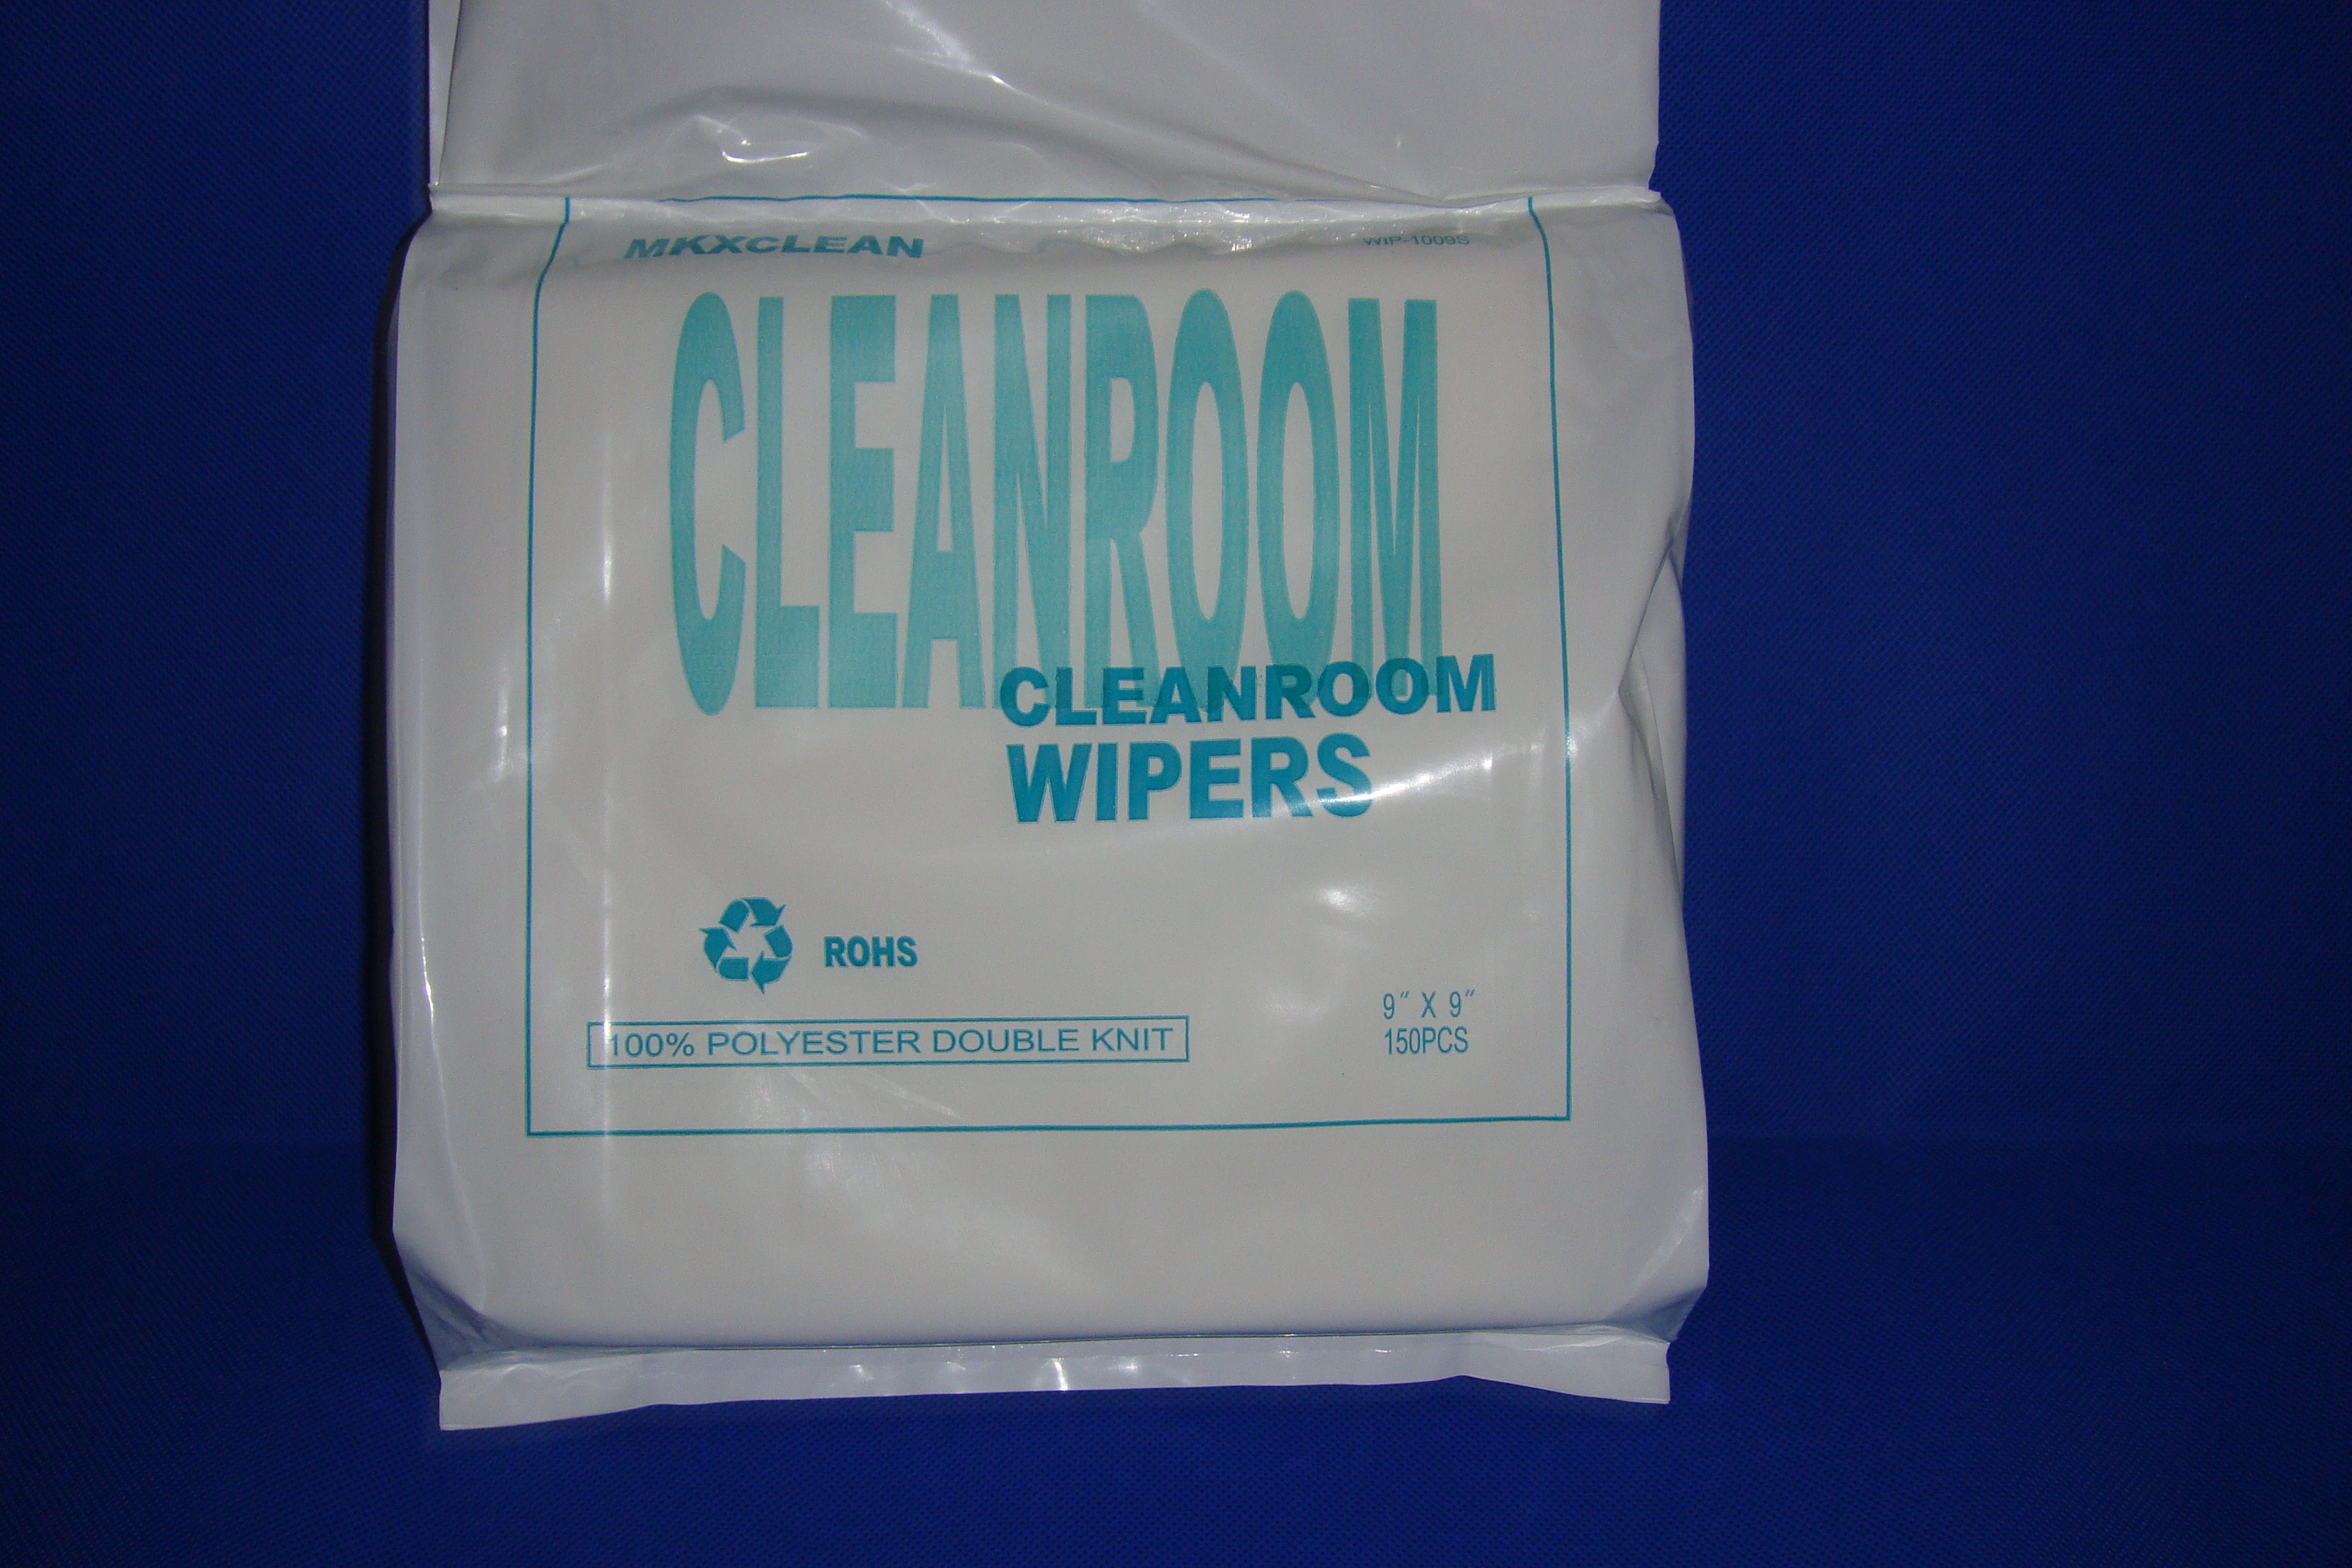 MKXCLEAN WIP-1009S
CLEANROOM
CLEANROOM
WIPERS
ROHS
9" X 9"
100% POLYESTER DOUBLE KNIT 150PCS